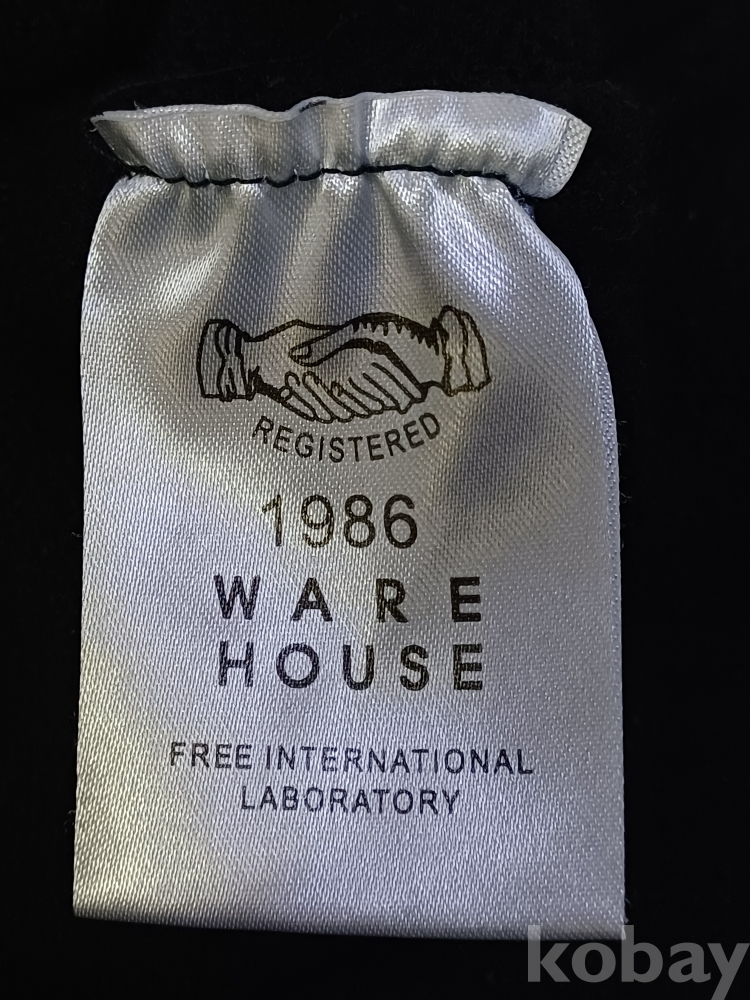 REGISTERED
1986
WARE
HOUSE
FREE INTERNATIONAL
LABORATORY
kobay